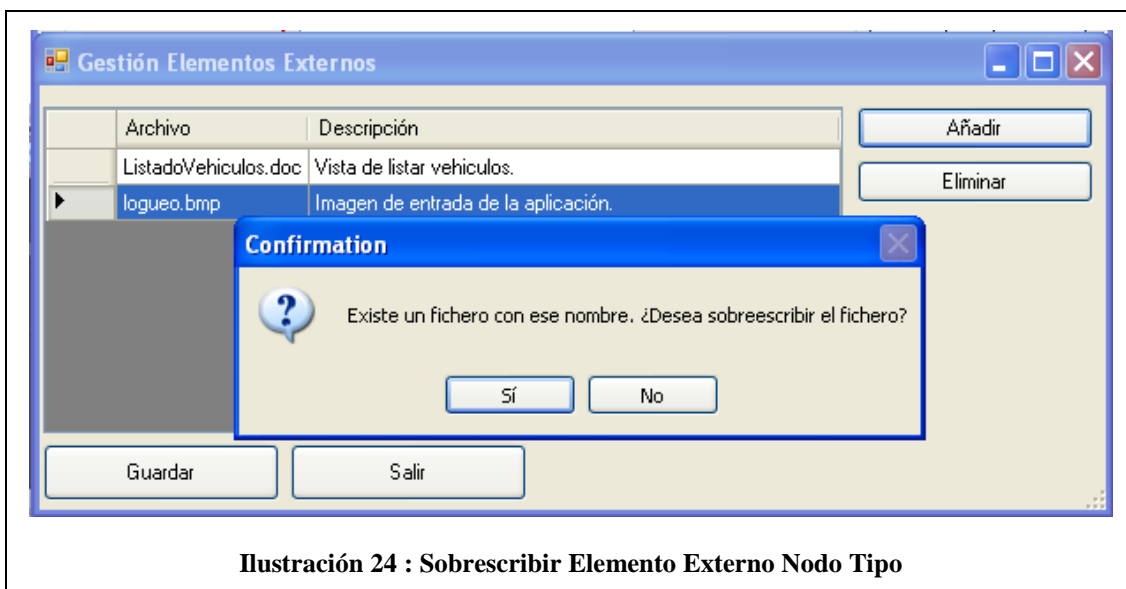 Gestión Elementos Externos
Archivo Descripción
Añadir
ListadoVehiculos.doc Vista de listar vehiculos.
Eliminar
logueo.bmp Imagen de entrada de la aplicación.
Confirmation
Existe un fichero con ese nombre. ¿Desea sobreescribir el fichero?
Sí No
Guardar Salir
Ilustración 24 : Sobrescribir Elemento Externo Nodo Tipo